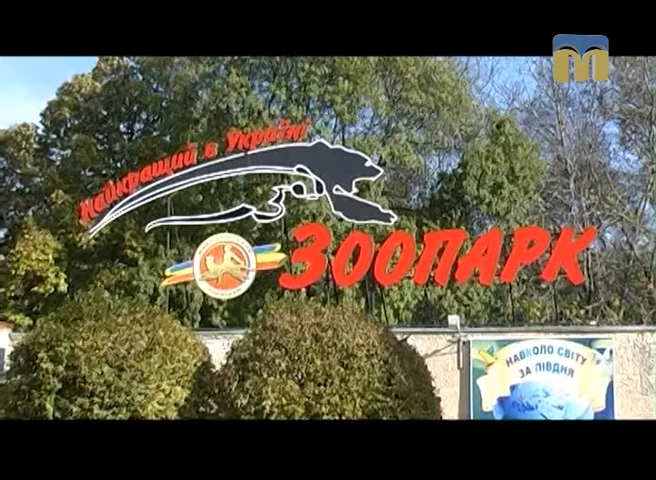 Найкращий в Україні
ЗООПАРК
НАВКОЛО СВІТУ
ЗА ПІВДНЯ
М